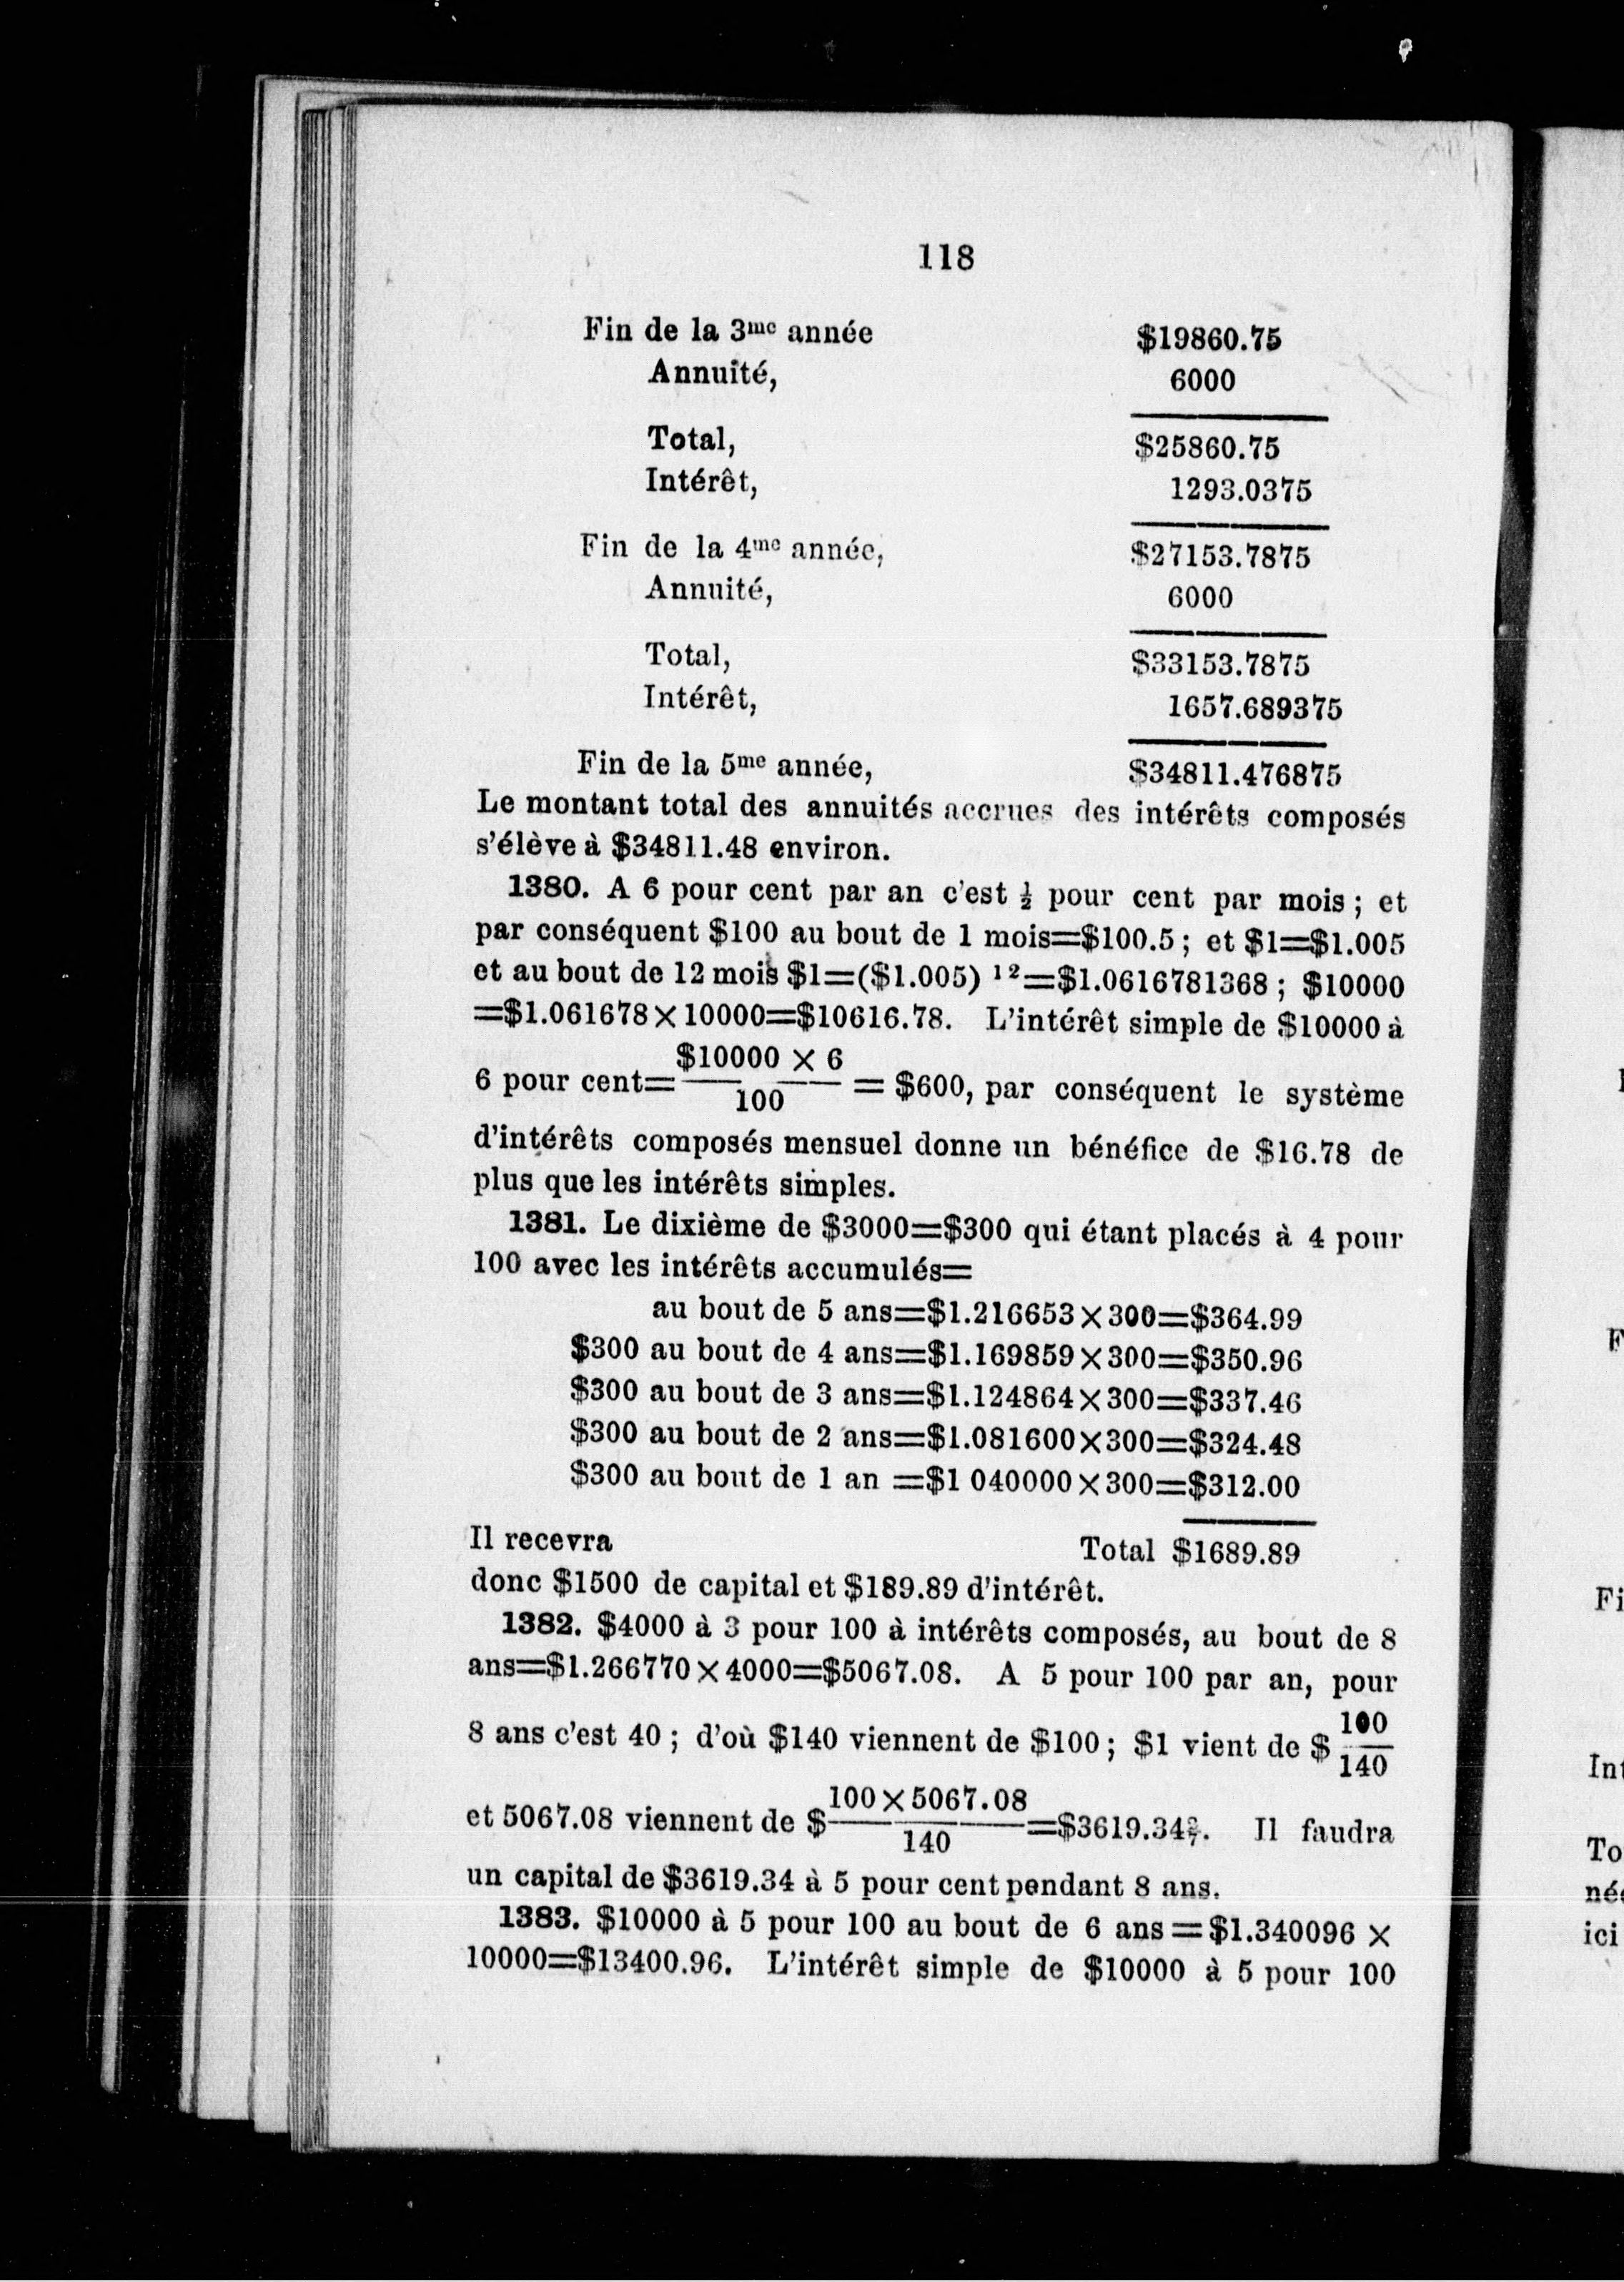 118
Fin de la 3me année $19860.75
Annuité, 6000
Total, $25860.75
Intérêt, 1293.0375
Fin de la 4me année, $27153.7875
Annuité, 6000
Total, $33153.7875
Intérêt, 1657.689375
Fin de la 5me année, $34811.476875
Le montant total des annuités accrues des intérêts composés
s'élève à $34811.48 environ.
1380. A 6 pour cent par an c'est ½ pour cent par mois ; et
par conséquent $100 au bout de 1 mois=$100.5 ; et $1=$1.005
et au bout de 12 mois $1=($1.005) ¹²=$1.0616781368 ; $10000
=$1.061678×10000=$10616.78. L'intérêt simple de $10000 à
6 pour cent= $10000 × 6 / 100 = $600, par conséquent le système
d'intérêts composés mensuel donne un bénéfice de $16.78 de
plus que les intérêts simples.
1381. Le dixième de $3000=$300 qui étant placés à 4 pour
100 avec les intérêts accumulés=
au bout de 5 ans=$1.216653×300=$364.99
$300 au bout de 4 ans=$1.169859×300=$350.96
$300 au bout de 3 ans=$1.124864×300=$337.46
$300 au bout de 2 ans=$1.081600×300=$324.48
$300 au bout de 1 an =$1 040000×300=$312.00
Il recevra Total $1689.89
donc $1500 de capital et $189.89 d'intérêt.
1382. $4000 à 3 pour 100 à intérêts composés, au bout de 8
ans=$1.266770×4000=$5067.08. A 5 pour 100 par an, pour
8 ans c'est 40 ; d'où $140 viennent de $100 ; $1 vient de $ 100/140
et 5067.08 viennent de $ 100×5067.08 / 140 =$3619.34 . Il faudra
un capital de $3619.34 à 5 pour cent pendant 8 ans.
1383. $10000 à 5 pour 100 au bout de 6 ans = $1.340096 ×
10000=$13400.96. L'intérêt simple de $10000 à 5 pour 100
Fi
Int
To
née
ici